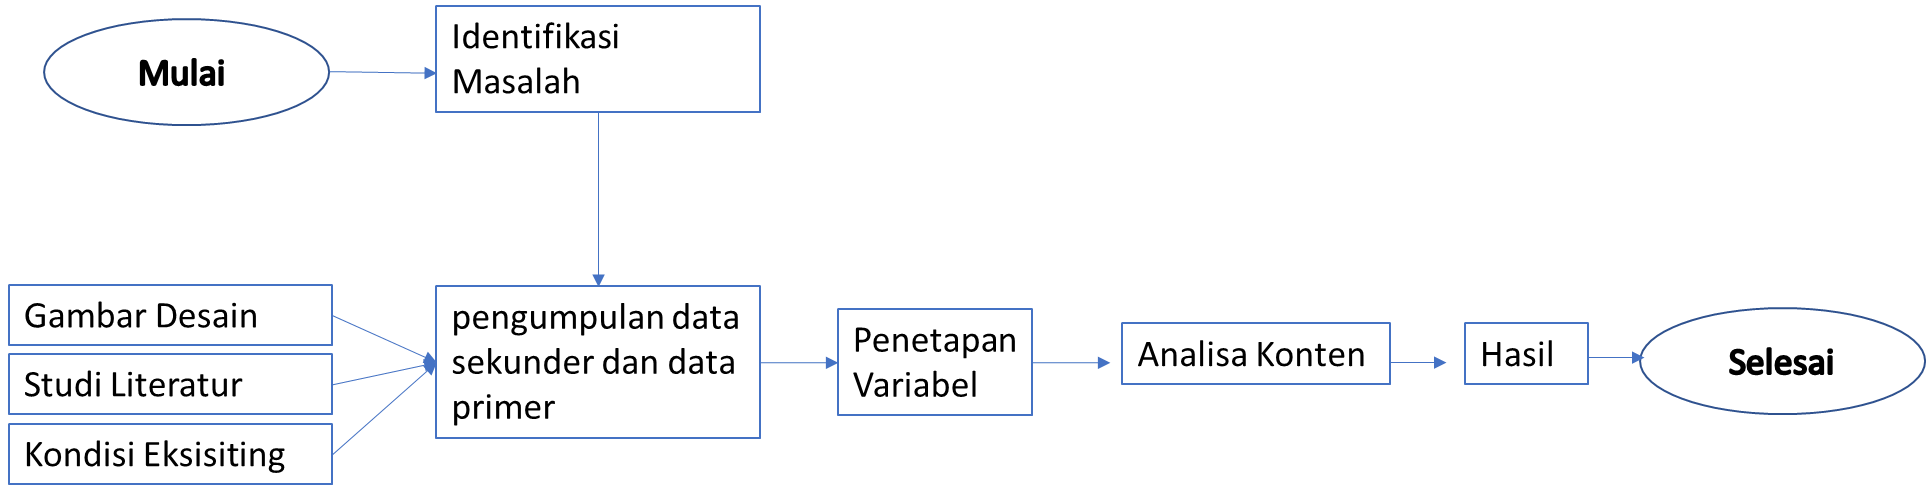 Mulai
Identifikasi
Masalah
Gambar Desain
Studi Literatur
Kondisi Eksisiting
pengumpulan data
sekunder dan data
primer
Penetapan
Variabel
Analisa Konten
Hasil
Selesai